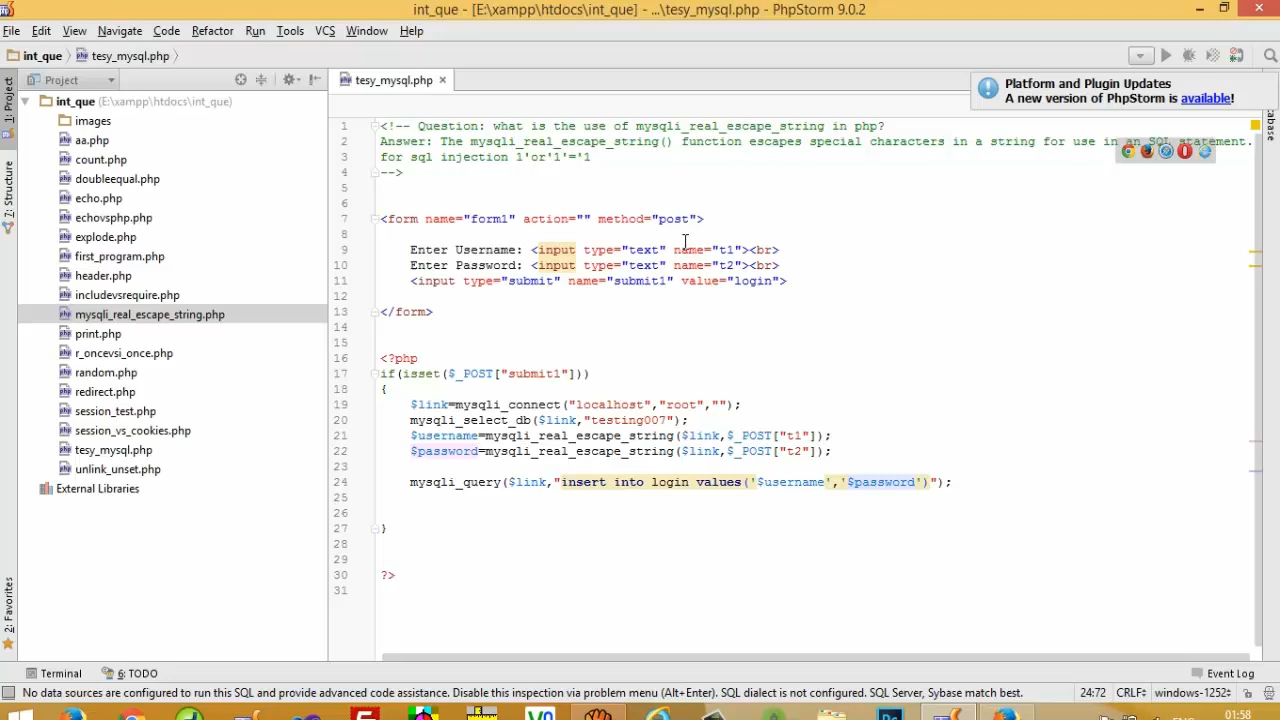 int_que - [E:\xampp\htdocs\int_que] - ...\tesy_mysql.php - PhpStorm 9.0.2
File Edit View Navigate Code Refactor Run Tools VCS Window Help
int_que tesy_mysql.php
Project
tesy_mysql.php
Platform and Plugin Updates
A new version of PhpStorm is available!
1: Project
7: Structure
2: Favorites
int_que (E:\xampp\htdocs\int_que)
images
aa.php
count.php
doubleequal.php
echo.php
echovsphp.php
explode.php
first_program.php
header.php
includevsrequire.php
mysqli_real_escape_string.php
print.php
r_oncevsi_once.php
random.php
redirect.php
session_test.php
session_vs_cookies.php
tesy_mysql.php
unlink_unset.php
External Libraries
1 <!-- Question: what is the use of mysqli_real_escape_string in php?
2 Answer: The mysqli_real_escape_string() function escapes special characters in a string for use in an SQL statement.
3 for sql injection 1'or'1'='1
4 -->
5
6
7 <form name="form1" action="" method="post">
8
9 Enter Username: <input type="text" name="t1"><br>
10 Enter Password: <input type="text" name="t2"><br>
11 <input type="submit" name="submit1" value="login">
12
13 </form>
14
15
16 <?php
17 if(isset($_POST["submit1"]))
18 {
19 $link=mysqli_connect("localhost","root","");
20 mysqli_select_db($link,"testing007");
21 $username=mysqli_real_escape_string($link,$_POST["t1"]);
22 $password=mysqli_real_escape_string($link,$_POST["t2"]);
23
24 mysqli_query($link,"insert into login values('$username','$password')");
25
26
27 }
28
29
30 ?>
31
Terminal 6: TODO Event Log
No data sources are configured to run this SQL and provide advanced code assistance. Disable this inspection via problem menu (Alt+Enter). SQL dialect is not configured. SQL Server, Sybase match best. 24:72 CRLF windows-1252
01:58